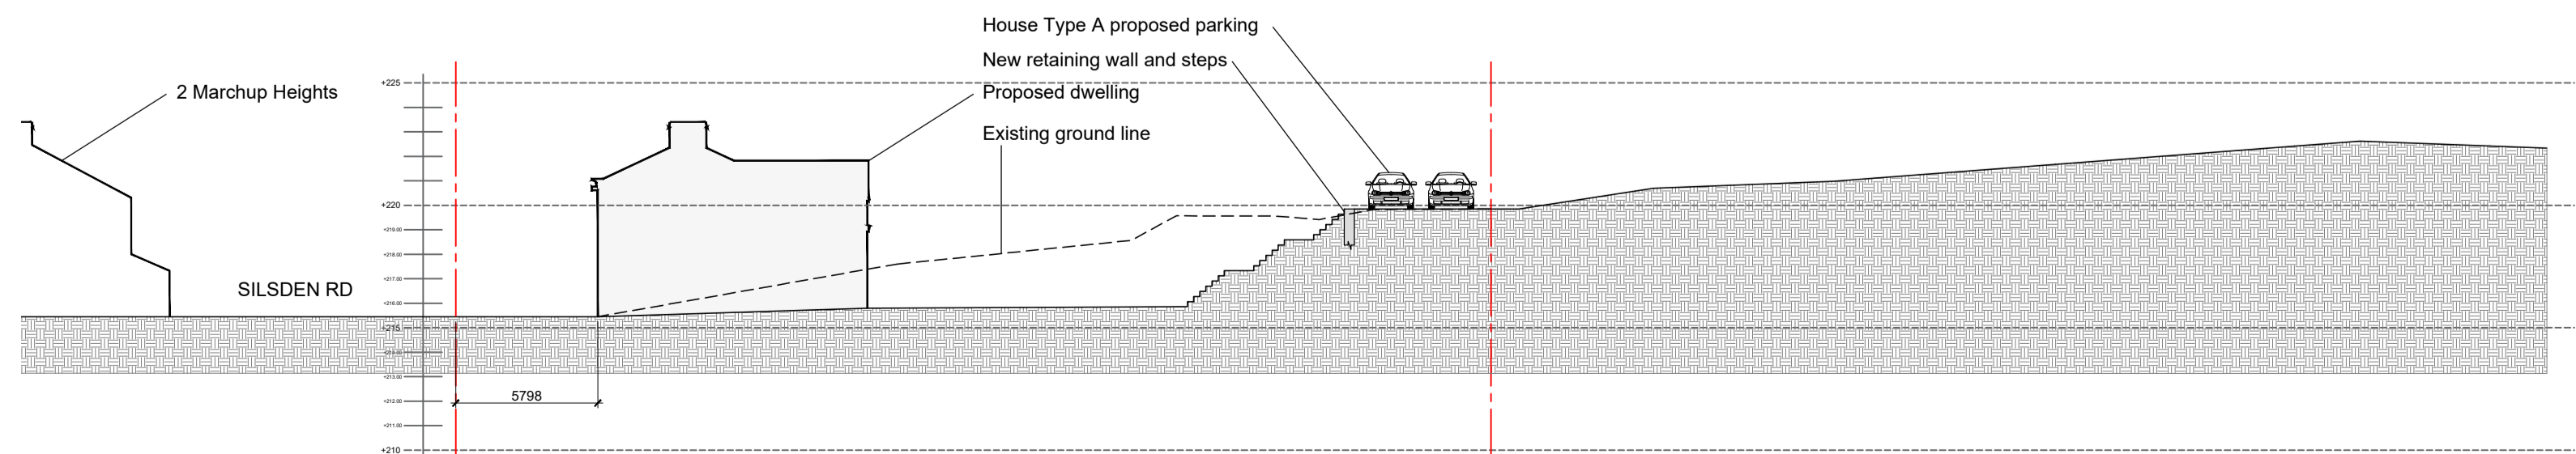 House Type A proposed parking
New retaining wall and steps
2 Marchup Heights
Proposed dwelling
Existing ground line
SILSDEN RD
+225
+220
+219.00
+218.00
+217.00
+216.00
+215
+213.00
+212.00
+211.00
+210
5798